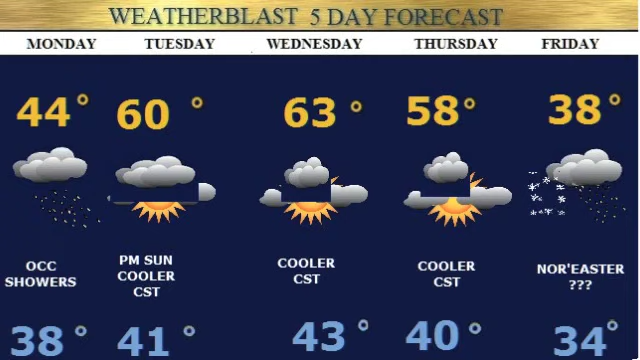 WEATHERBLAST 5 DAY FORECAST
MONDAY TUESDAY WEDNESDAY THURSDAY FRIDAY
44° 60° 63° 58° 38°
OCC
SHOWERS
PM SUN
COOLER
CST
COOLER
CST
COOLER
CST
NOR'EASTER
???
38° 41° 43° 40° 34°